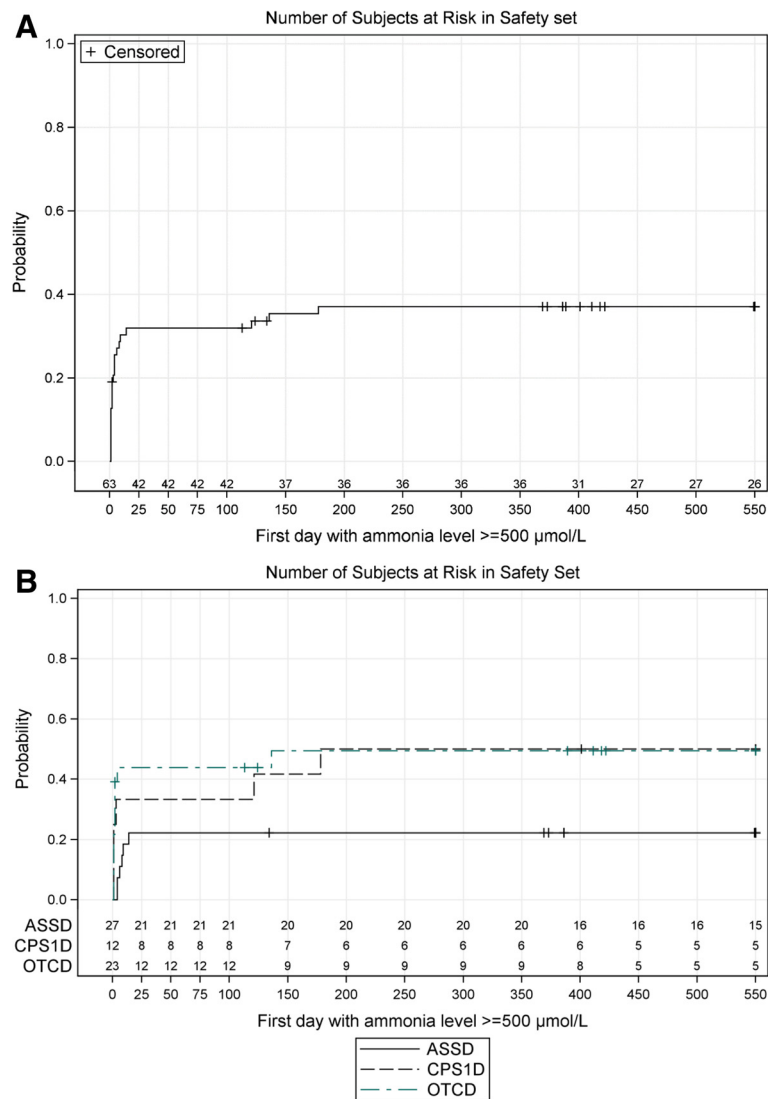 A
Number of Subjects at Risk in Safety set
+ Censored
1.0
0.8
0.6
0.4
0.2
0.0
Probability
63 42 42 42 42 37 36 36 36 36 31 27 27 26
0 25 50 75 100 150 200 250 300 350 400 450 500 550
First day with ammonia level >=500 µmol/L
B
Number of Subjects at Risk in Safety Set
1.0
0.8
0.6
0.4
0.2
0.0
Probability
ASSD 27 21 21 21 21 20 20 20 20 20 16 16 16 15
CPS1D 12 8 8 8 8 7 6 6 6 6 6 5 5 5
OTCD 23 12 12 12 12 9 9 9 9 9 8 5 5 5
0 25 50 75 100 150 200 250 300 350 400 450 500 550
First day with ammonia level >=500 µmol/L
ASSD
CPS1D
OTCD